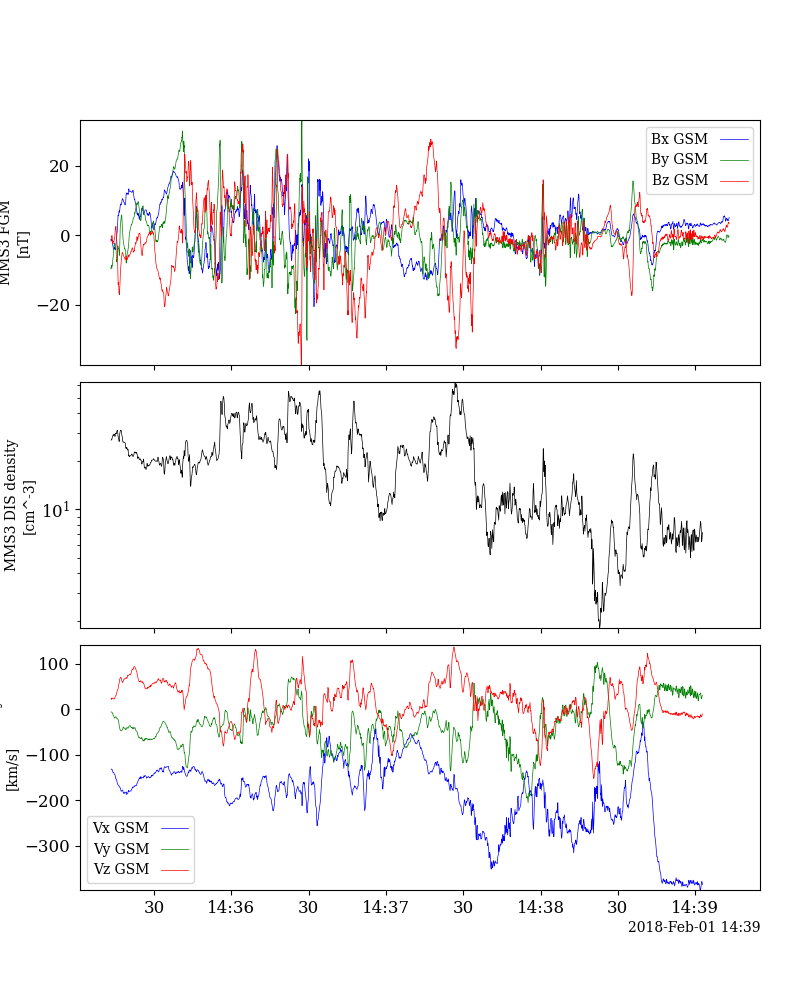 20
0
−20
MMS3 FGM
[nT]
Bx GSM
By GSM
Bz GSM
10^1
MMS3 DIS density
[cm^-3]
100
0
−100
−200
−300
[km/s]
Vx GSM
Vy GSM
Vz GSM
30 14:36 30 14:37 30 14:38 30 14:39
2018-Feb-01 14:39